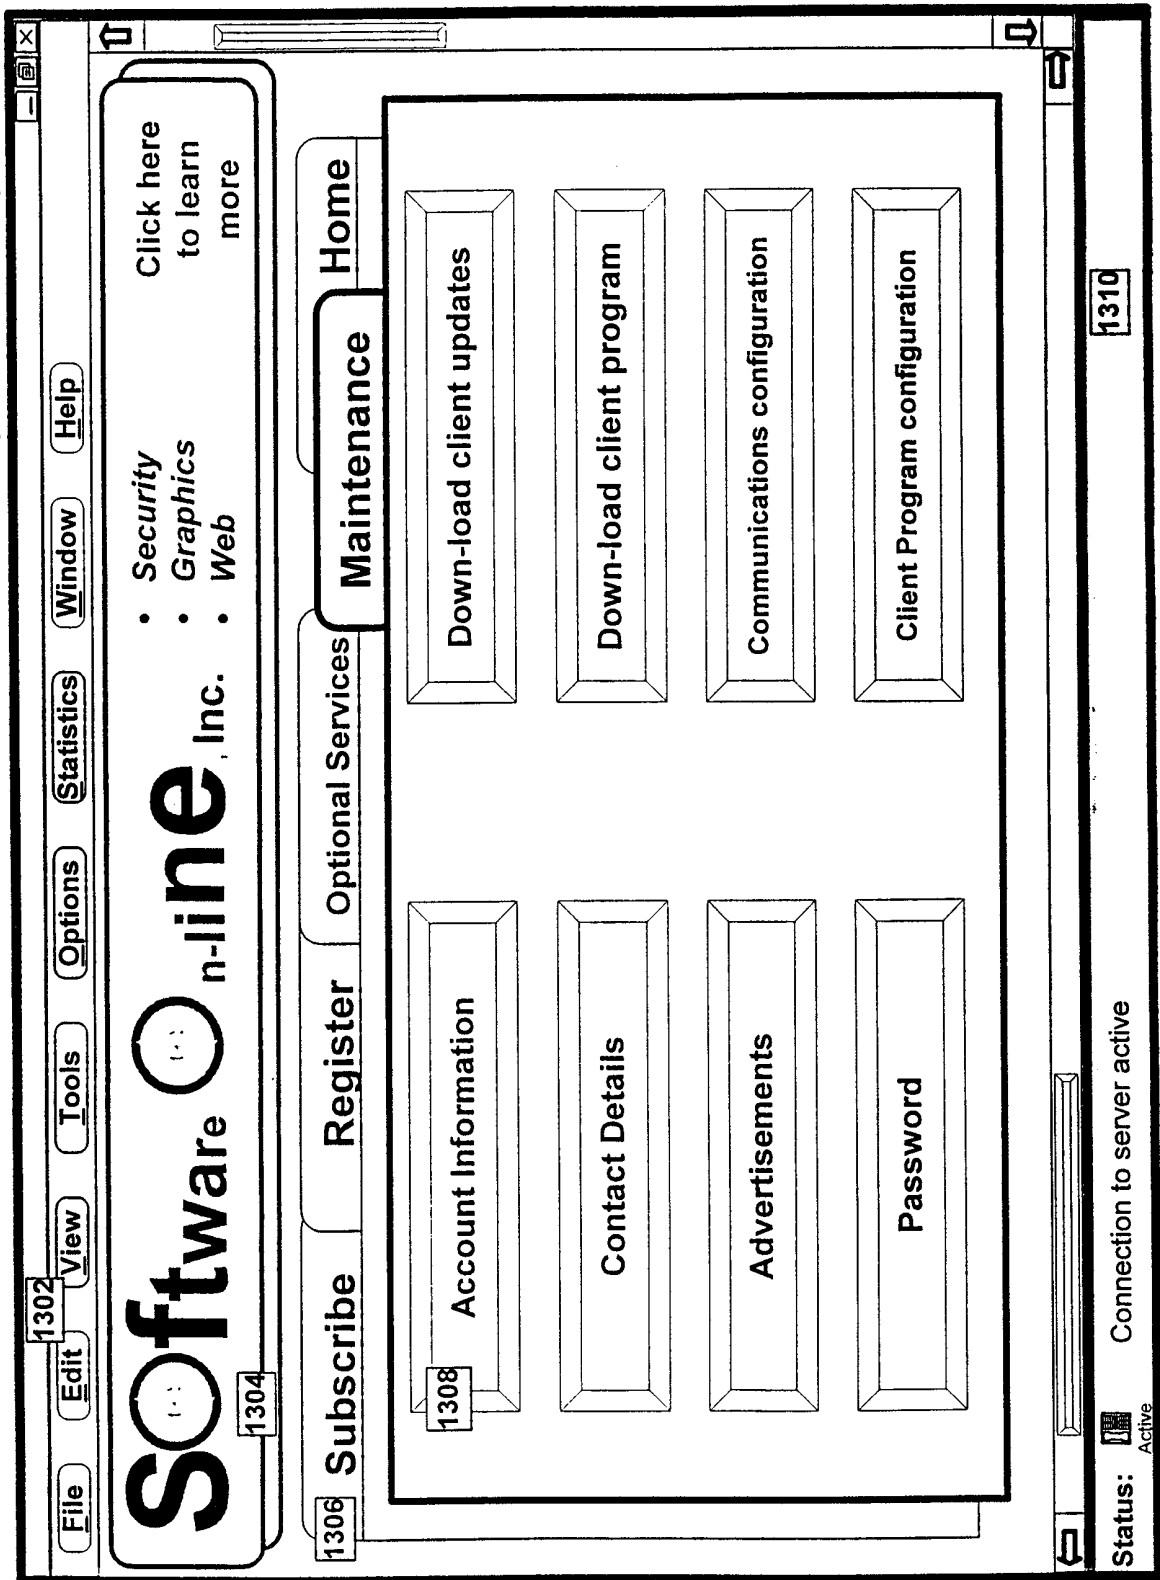 1302
File Edit View Tools Options Statistics Window Help
Software On-line, Inc.
• Security
• Graphics
• Web
Click here
to learn
more
1304
1306
Subscribe Register Optional Services Maintenance Home
1308
Account Information Down-load client updates
Contact Details Down-load client program
Advertisements Communications configuration
Password Client Program configuration
Status: Active Connection to server active
1310